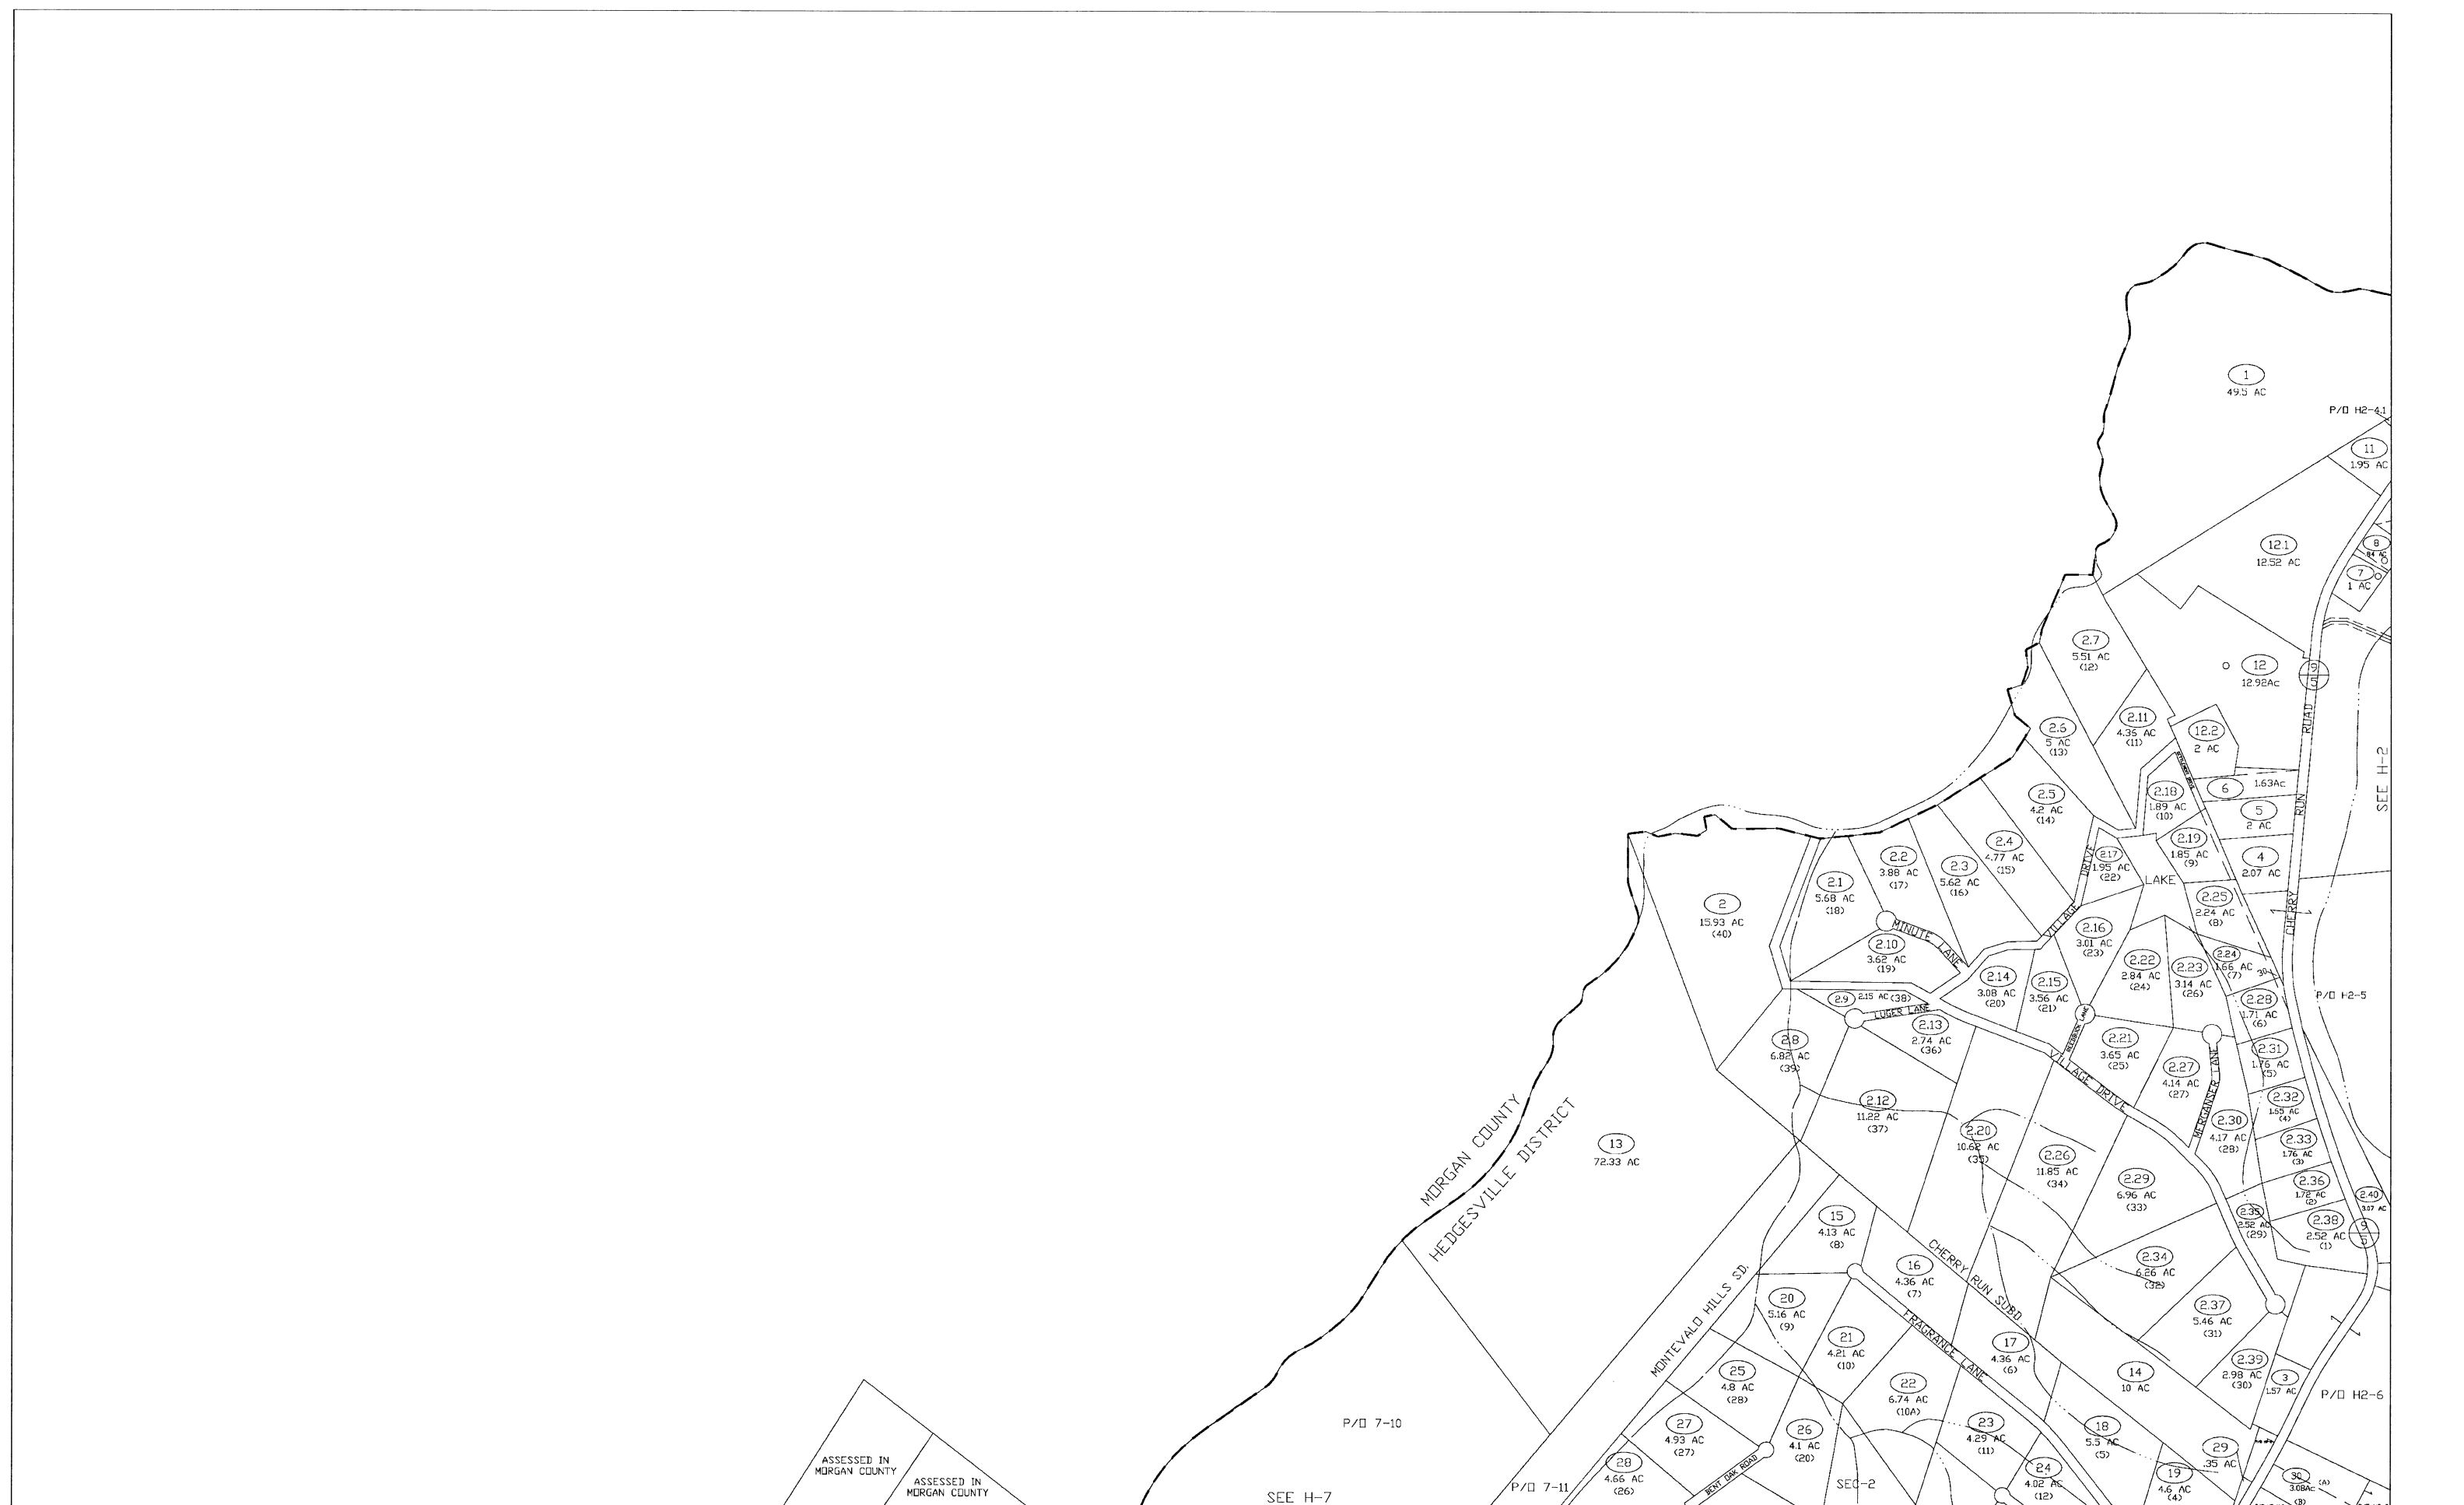 1
49.5 AC
P/O H2-4.1
11
1.95 AC
12.1
12.52 AC
8
.84 AC
7
1 AC
2.7
5.51 AC
(12)
12
12.92Ac
9
5
ROAD
2.11
4.36 AC
(11)
12.2
2 AC
2.6
5 AC
(13)
SEE H-2
6
1.63Ac
2.18
1.89 AC
(10)
2.5
4.2 AC
(14)
RUN
5
2 AC
2.19
1.85 AC
(9)
2.4
4.77 AC
(15)
2.2
3.88 AC
(17)
2.3
5.62 AC
(16)
DRIVE
2.17
1.95 AC
(22)
4
2.07 AC
LAKE
2.1
5.68 AC
(18)
2.25
2.24 AC
(8)
2
15.93 AC
(40)
CHERRY
VILLAGE
MINUTE LANE
2.16
3.01 AC
(23)
2.10
3.62 AC
(19)
2.22
2.84 AC
(24)
2.23
3.14 AC
(26)
2.24
1.66 AC
(7)
30
2.14
3.08 AC
(20)
2.15
3.56 AC
(21)
P/O H2-5
2.9
2.15 AC (38)
LUGER LANE
2.28
1.71 AC
(6)
2.13
2.74 AC
(36)
2.8
6.82 AC
(39)
2.21
3.65 AC
(25)
2.31
1.76 AC
(5)
VILLAGE DRIVE
2.27
4.14 AC
(27)
MERGANSER LANE
2.32
1.65 AC
(4)
2.12
11.22 AC
(37)
2.30
4.17 AC
(28)
2.20
10.62 AC
(35)
2.33
1.76 AC
(3)
MORGAN COUNTY
HEDGESVILLE DISTRICT
13
72.33 AC
2.26
11.85 AC
(34)
2.29
6.96 AC
(33)
2.36
1.72 AC
(2)
2.40
3.07 AC
2.35
2.52 AC
(29)
2.38
2.52 AC
(1)
9
5
15
4.13 AC
(8)
CHERRY RUN SUBD
16
4.36 AC
(7)
2.34
6.26 AC
(32)
MONTEVALO HILLS SD.
20
5.16 AC
(9)
2.37
5.46 AC
(31)
FRAGRANCE LANE
21
4.21 AC
(10)
17
4.36 AC
(6)
2.39
2.98 AC
(30)
25
4.8 AC
(28)
14
10 AC
3
1.57 AC
P/O H2-6
22
6.74 AC
(10A)
P/O 7-10
27
4.93 AC
(27)
26
4.1 AC
(20)
23
4.29 AC
(11)
18
5.5 AC
(5)
29
.35 AC
ASSESSED IN
MORGAN COUNTY
ASSESSED IN
MORGAN COUNTY
28
4.66 AC
(26)
BENT OAK ROAD
24
4.02 AC
(12)
19
4.6 AC
(4)
30
(A)
3.08Ac
(B)
SEC-2
P/O 7-11
SEE H-7